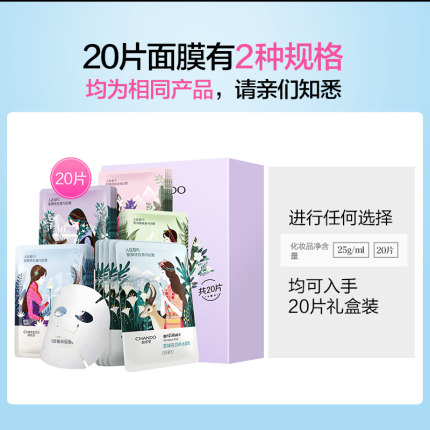 20片面膜有2种规格
均为相同产品，请亲们知悉
20片
共20片
CHANDO
进行任何选择
化妆品净含量
25g/ml
20片
均可入手
20片礼盒装